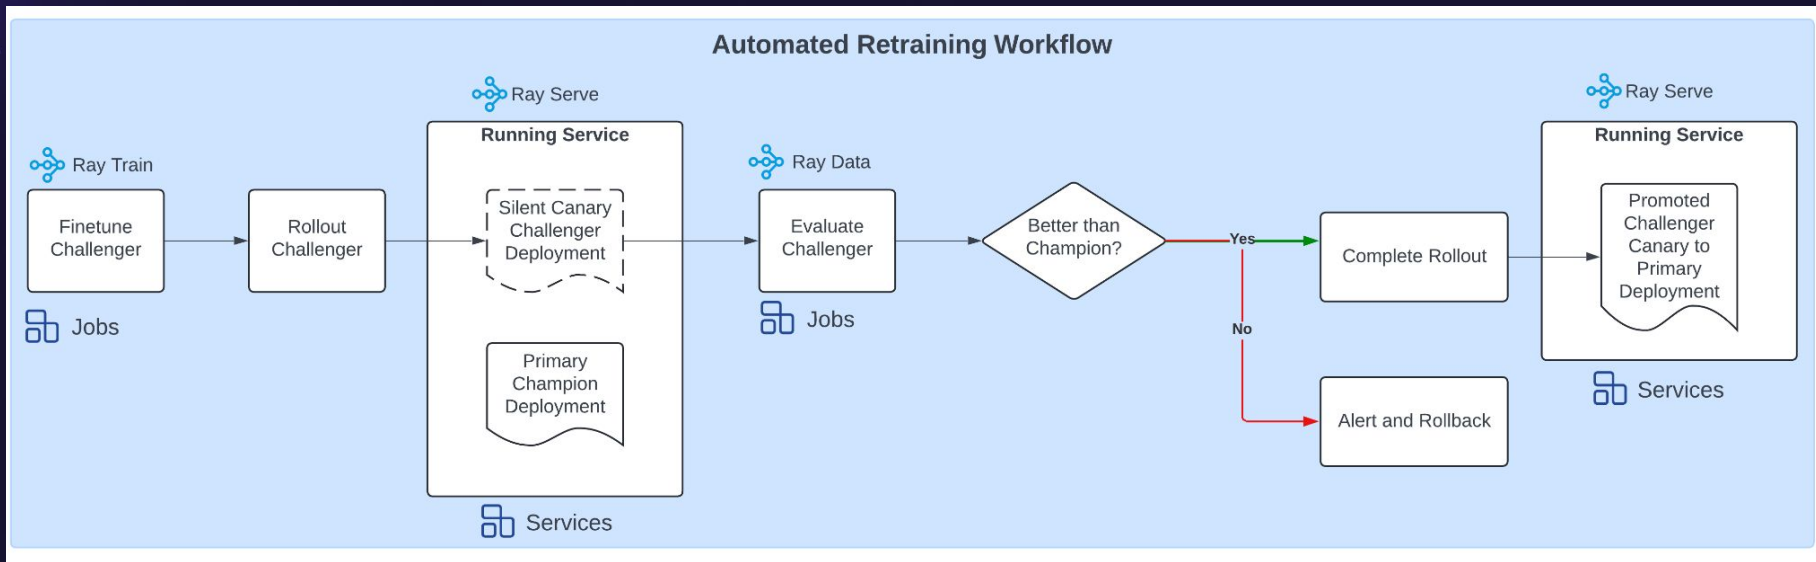 Automated Retraining Workflow
Ray Train
Finetune
Challenger
Jobs
Rollout
Challenger
Ray Serve
Running Service
Silent Canary
Challenger
Deployment
Primary
Champion
Deployment
Services
Ray Data
Evaluate
Challenger
Jobs
Better than
Champion?
Yes
No
Complete Rollout
Alert and Rollback
Ray Serve
Running Service
Promoted
Challenger
Canary to
Primary
Deployment
Services